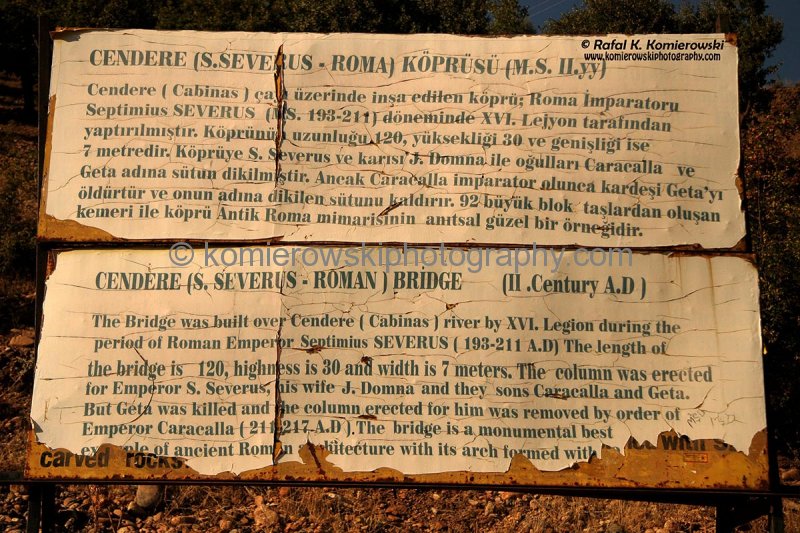 © Rafal K. Komierowski
www.komierowskiphotography.com
CENDERE (S.SEVERUS - ROMA) KÖPRÜSÜ (M.S. II.yy)
Cendere ( Cabinas ) çayı üzerinde inşa edilen köprü; Roma İmparatoru
Septimius SEVERUS (MS. 193-211) döneminde XVI. Lejyon tarafından
yaptırılmıştır. Köprünün uzunluğu 120, yüksekliği 30 ve genişliği ise
7 metredir. Köprüye S. Severus ve karısı J. Domna ile oğulları Caracalla ve
Geta adına sütun dikilmiştir. Ancak Caracalla imparator olunca kardeşi Geta'yı
öldürtür ve onun adına dikilen sütunu kaldırır. 92 büyük blok taşlardan oluşan
kemeri ile köprü Antik Roma mimarisinin anıtsal güzel bir örneğidir.
© komierowskiphotography.com
CENDERE (S. SEVERUS - ROMAN ) BRİDGE (II .Century A.D )
The Bridge was built over Cendere ( Cabinas ) river by XVI. Legion during the
period of Roman Emperor Septimius SEVERUS ( 193-211 A.D) The length of
the bridge is 120, highness is 30 and width is 7 meters. The column was erected
for Emperor S. Severus, his wife J. Domna and they sons Caracalla and Geta.
But Geta was killed and the column erected for him was removed by order of
Emperor Caracalla ( 211-217 A.D ).The bridge is a monumental best
example of ancient Roman architecture with its arch formed with
carved rocks.